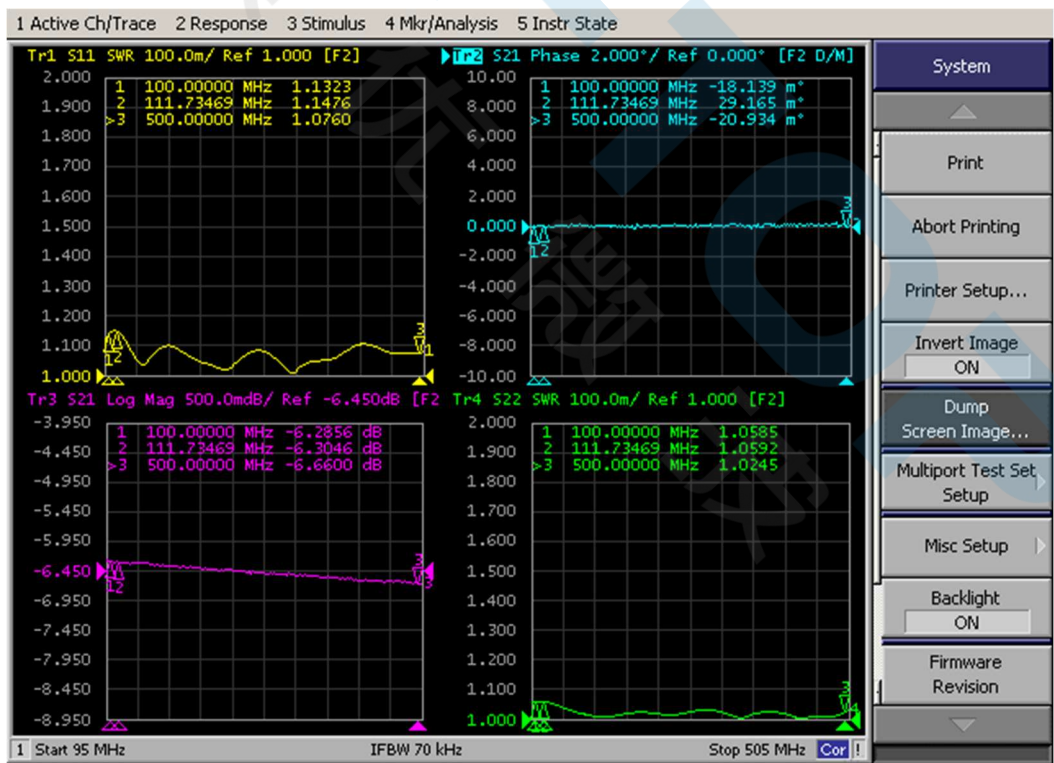 1 Active Ch/Trace 2 Response 3 Stimulus 4 Mkr/Analysis 5 Instr State
Tr1 S11 SWR 100.0m/ Ref 1.000 [F2]
2.000
1 100.00000 MHz 1.1323
2 111.73469 MHz 1.1476
>3 500.00000 MHz 1.0760
1.900
1.800
1.700
1.600
1.500
1.400
1.300
1.200
1.100
1.000
1
2
3
1
Tr2 S21 Phase 2.000°/ Ref 0.000° [F2 D/M]
10.00
1 100.00000 MHz -18.139 m°
2 111.73469 MHz 29.165 m°
>3 500.00000 MHz -20.934 m°
8.000
6.000
4.000
2.000
0.000
-2.000
-4.000
-6.000
-8.000
-10.00
1
2
3
2
Tr3 S21 Log Mag 500.0mdB/ Ref -6.450dB [F2
-3.950
1 100.00000 MHz -6.2856 dB
2 111.73469 MHz -6.3046 dB
>3 500.00000 MHz -6.6600 dB
-4.450
-4.950
-5.450
-5.950
-6.450
-6.950
-7.450
-7.950
-8.450
-8.950
1
2
3
3
Tr4 S22 SWR 100.0m/ Ref 1.000 [F2]
2.000
1 100.00000 MHz 1.0585
2 111.73469 MHz 1.0592
>3 500.00000 MHz 1.0245
1.900
1.800
1.700
1.600
1.500
1.400
1.300
1.200
1.100
1.000
3
1 Start 95 MHz IFBW 70 kHz Stop 505 MHz Cor !
System
Print
Abort Printing
Printer Setup...
Invert Image
ON
Dump
Screen Image...
Multiport Test Set
Setup
Misc Setup
Backlight
ON
Firmware
Revision